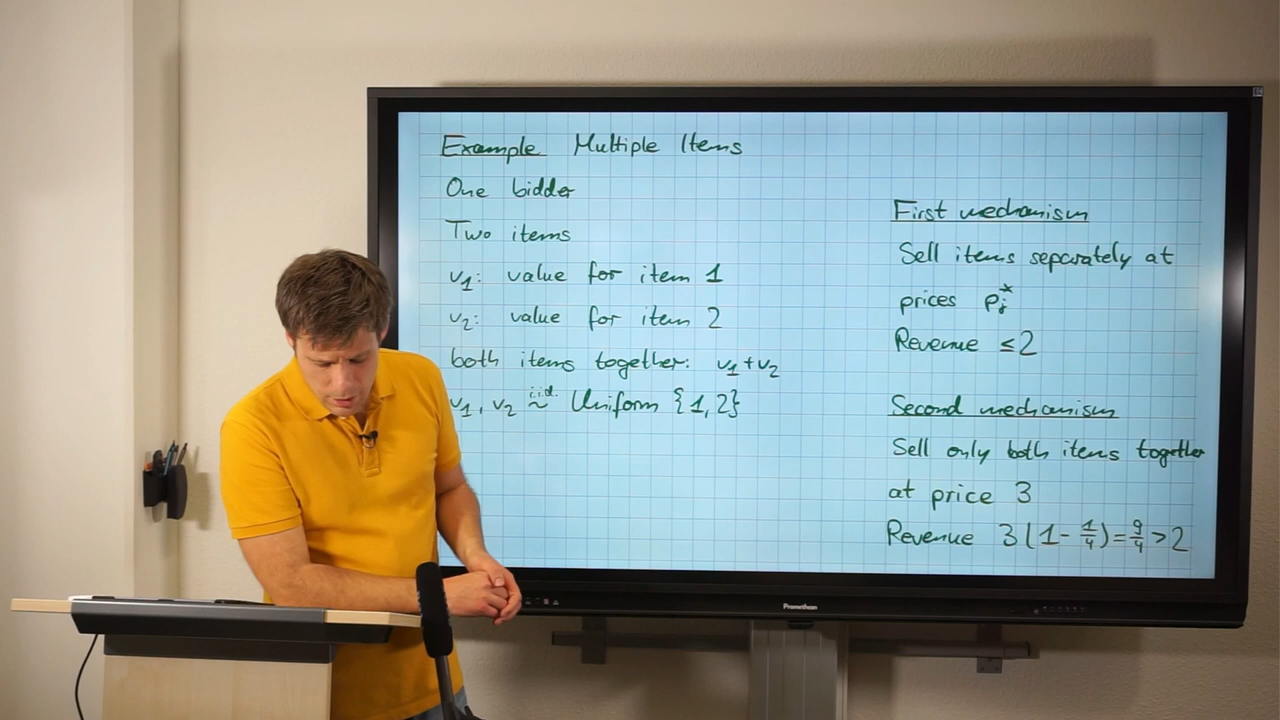 Example Multiple Items
One bidder
Two items
v₁: value for item 1
v₂: value for item 2
both items together: v₁+v₂
v₁, v₂ i.i.d. ~ Uniform {1,2}
First mechanism
Sell items separately at
prices pⱼ*
Revenue ≤2
Second mechanism
Sell only both items together
at price 3
Revenue 3(1-1/4)=9/4>2
Promethean